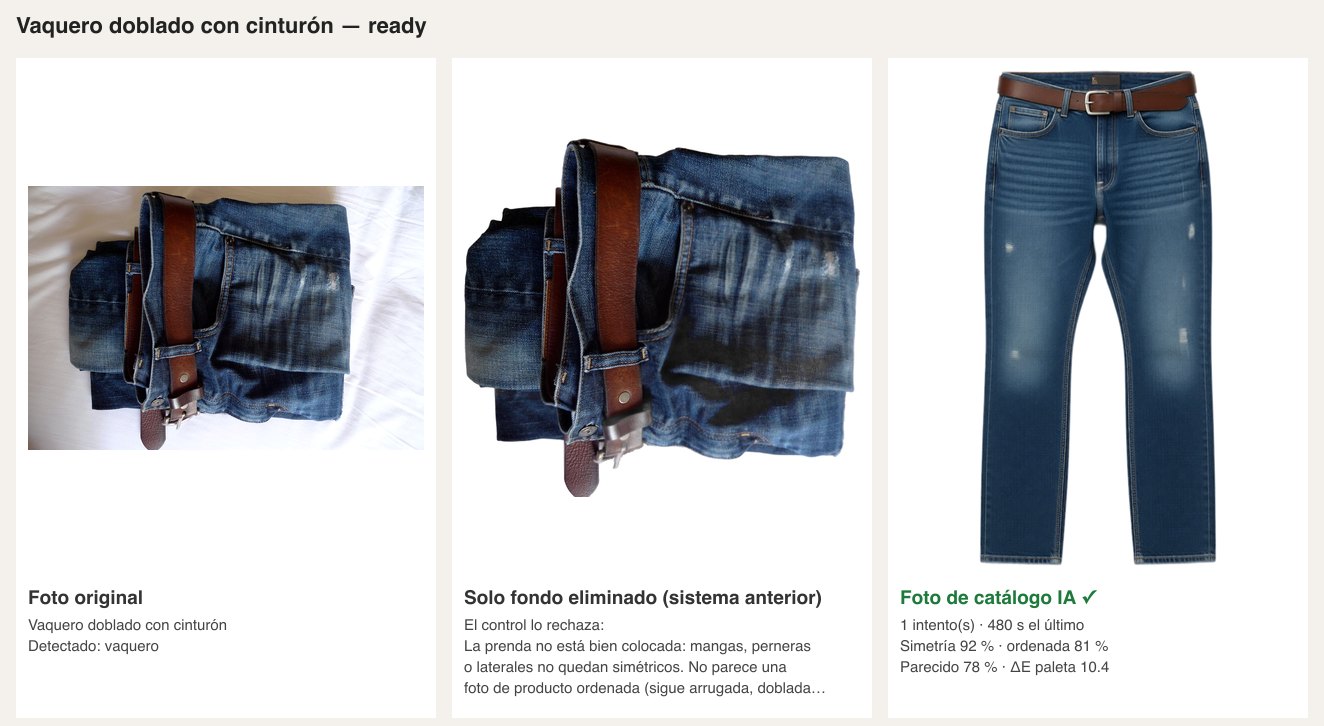 Vaquero doblado con cinturón — ready
Foto original
Vaquero doblado con cinturón
Detectado: vaquero
Solo fondo eliminado (sistema anterior)
El control lo rechaza:
La prenda no está bien colocada: mangas, perneras
o laterales no quedan simétricos. No parece una
foto de producto ordenada (sigue arrugada, doblada…
Foto de catálogo IA ✓
1 intento(s) · 480 s el último
Simetría 92 % · ordenada 81 %
Parecido 78 % · ΔE paleta 10.4